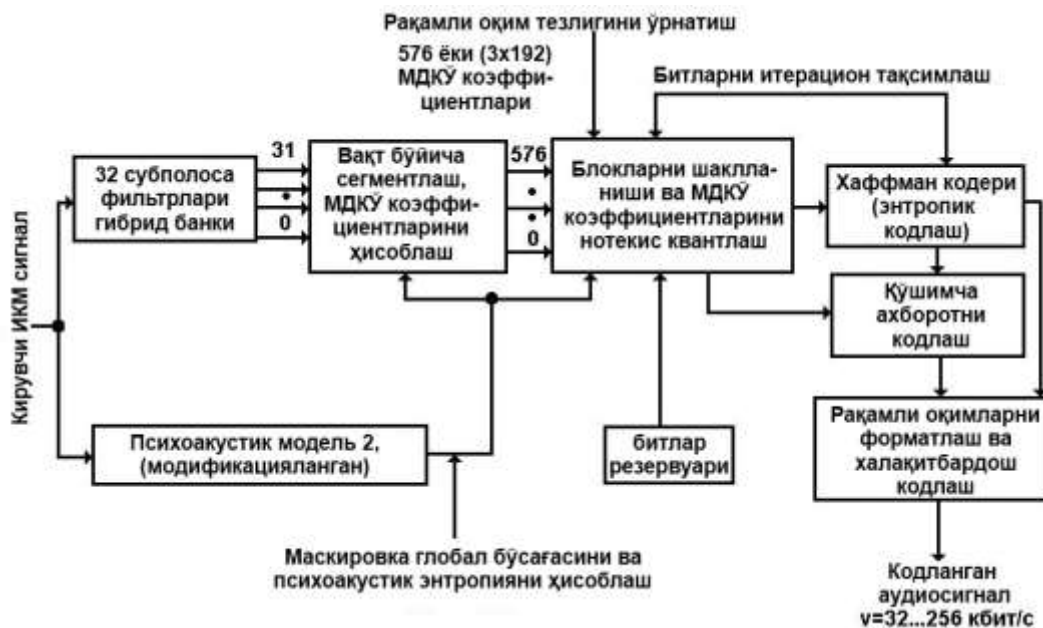 Рақамли оқим тезлигини ўрнатиш
576 ёки (3x192)
МДКЎ коэффи-
циентлари
Битларни итерацион тақсимлаш
Кирувчи ИКМ сигнал
32 субполоса
фильтрлари
гибрид банки
31
0
Вақт бўйича
сегментлаш,
МДКЎ коэффи-
циентларини
ҳисоблаш
576
0
Блокларни шаклла-
ниши ва МДКЎ
коэффициентларини
нотекис квантлаш
Хаффман кодери
(энтропик
кодлаш)
Қўшимча
ахборотни
кодлаш
Психоакустик модель 2,
(модификацияланган)
битлар
резервуари
Рақамли оқимларни
форматлаш ва
халақитбардош
кодлаш
Маскировка глобал бўсағасини ва
психоакустик энтропияни ҳисоблаш
Кодланган
аудиосигнал
v=32...256 кбит/с